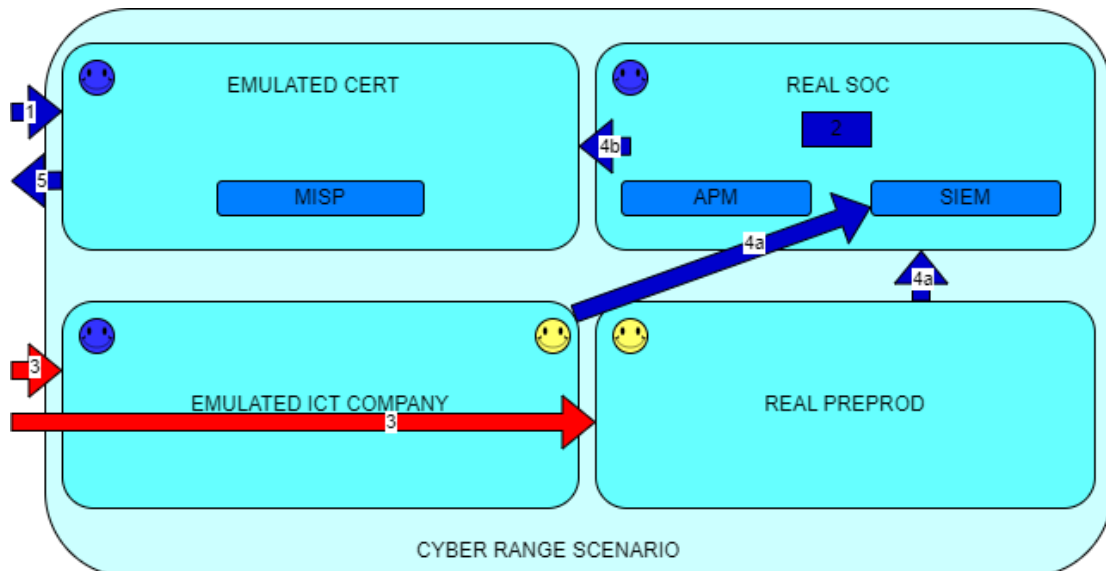 EMULATED CERT
REAL SOC
1
2
4b
5
MISP
APM
SIEM
4a
4a
3
EMULATED ICT COMPANY
REAL PREPROD
3
CYBER RANGE SCENARIO